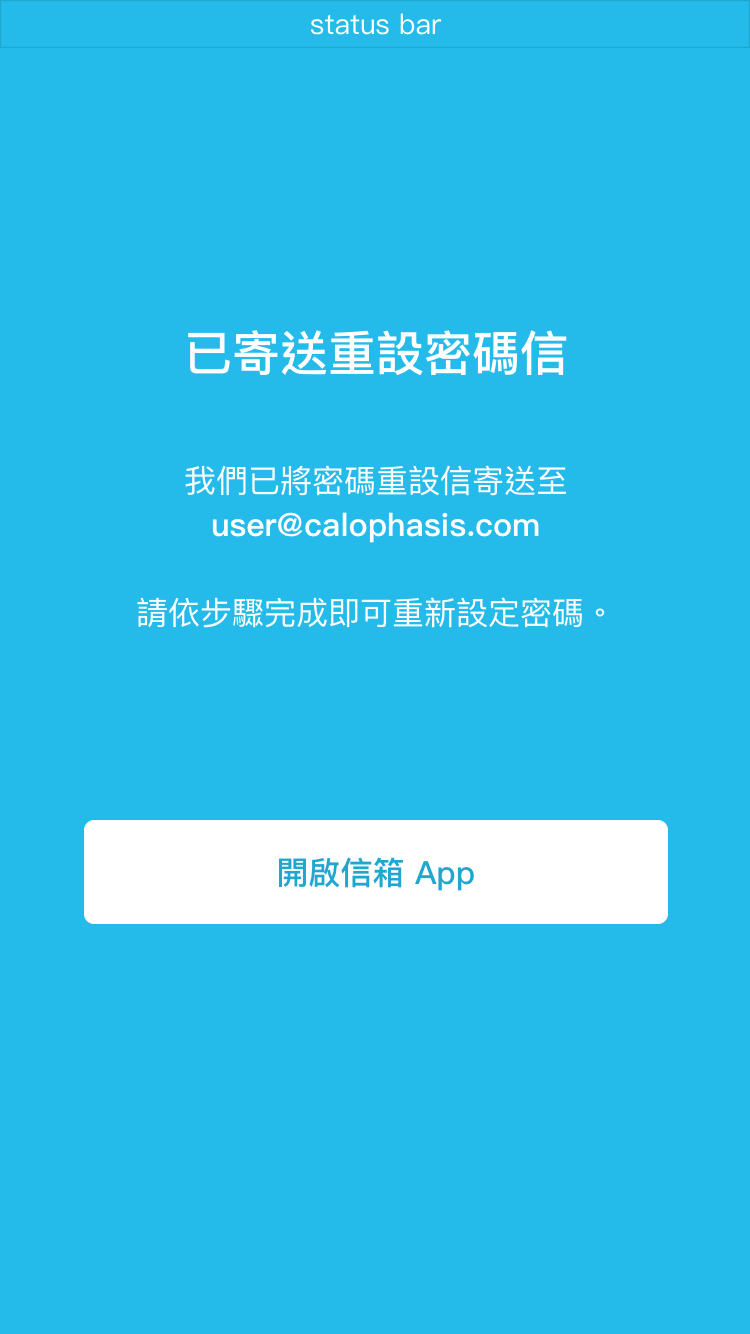 status bar
已寄送重設密碼信
我們已將密碼重設信寄送至
user@calophasis.com
請依步驟完成即可重新設定密碼。
開啟信箱 App